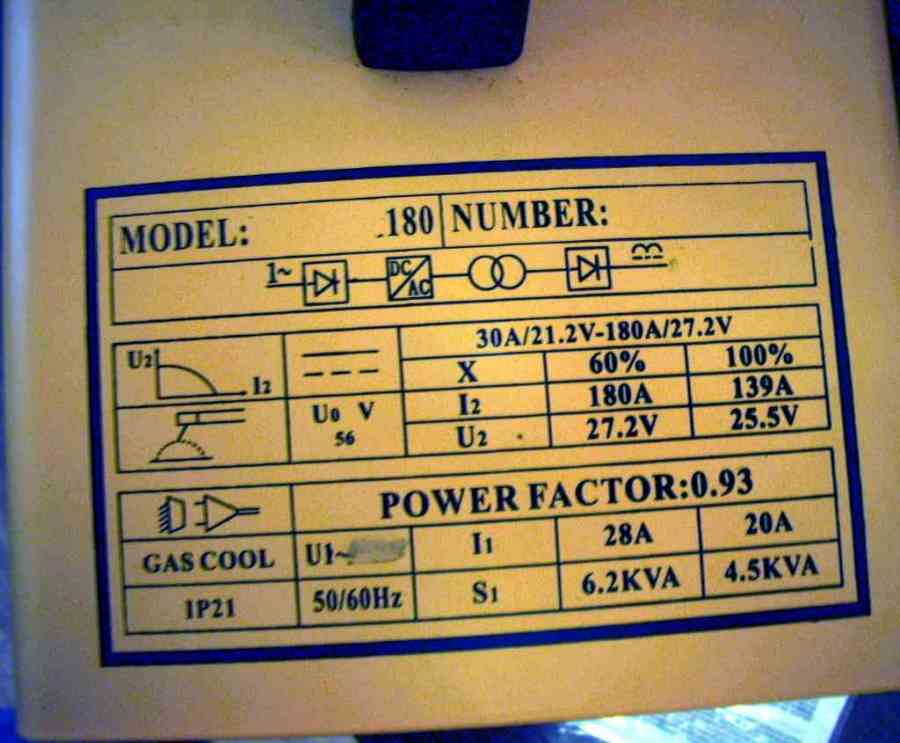 MODEL: .180 NUMBER:
1~ DC/AC
30A/21.2V-180A/27.2V
U2 I2 X 60% 100%
U0 V I2 180A 139A
56 U2 27.2V 25.5V
POWER FACTOR:0.93
GAS COOL U1~ I1 28A 20A
IP21 50/60Hz S1 6.2KVA 4.5KVA